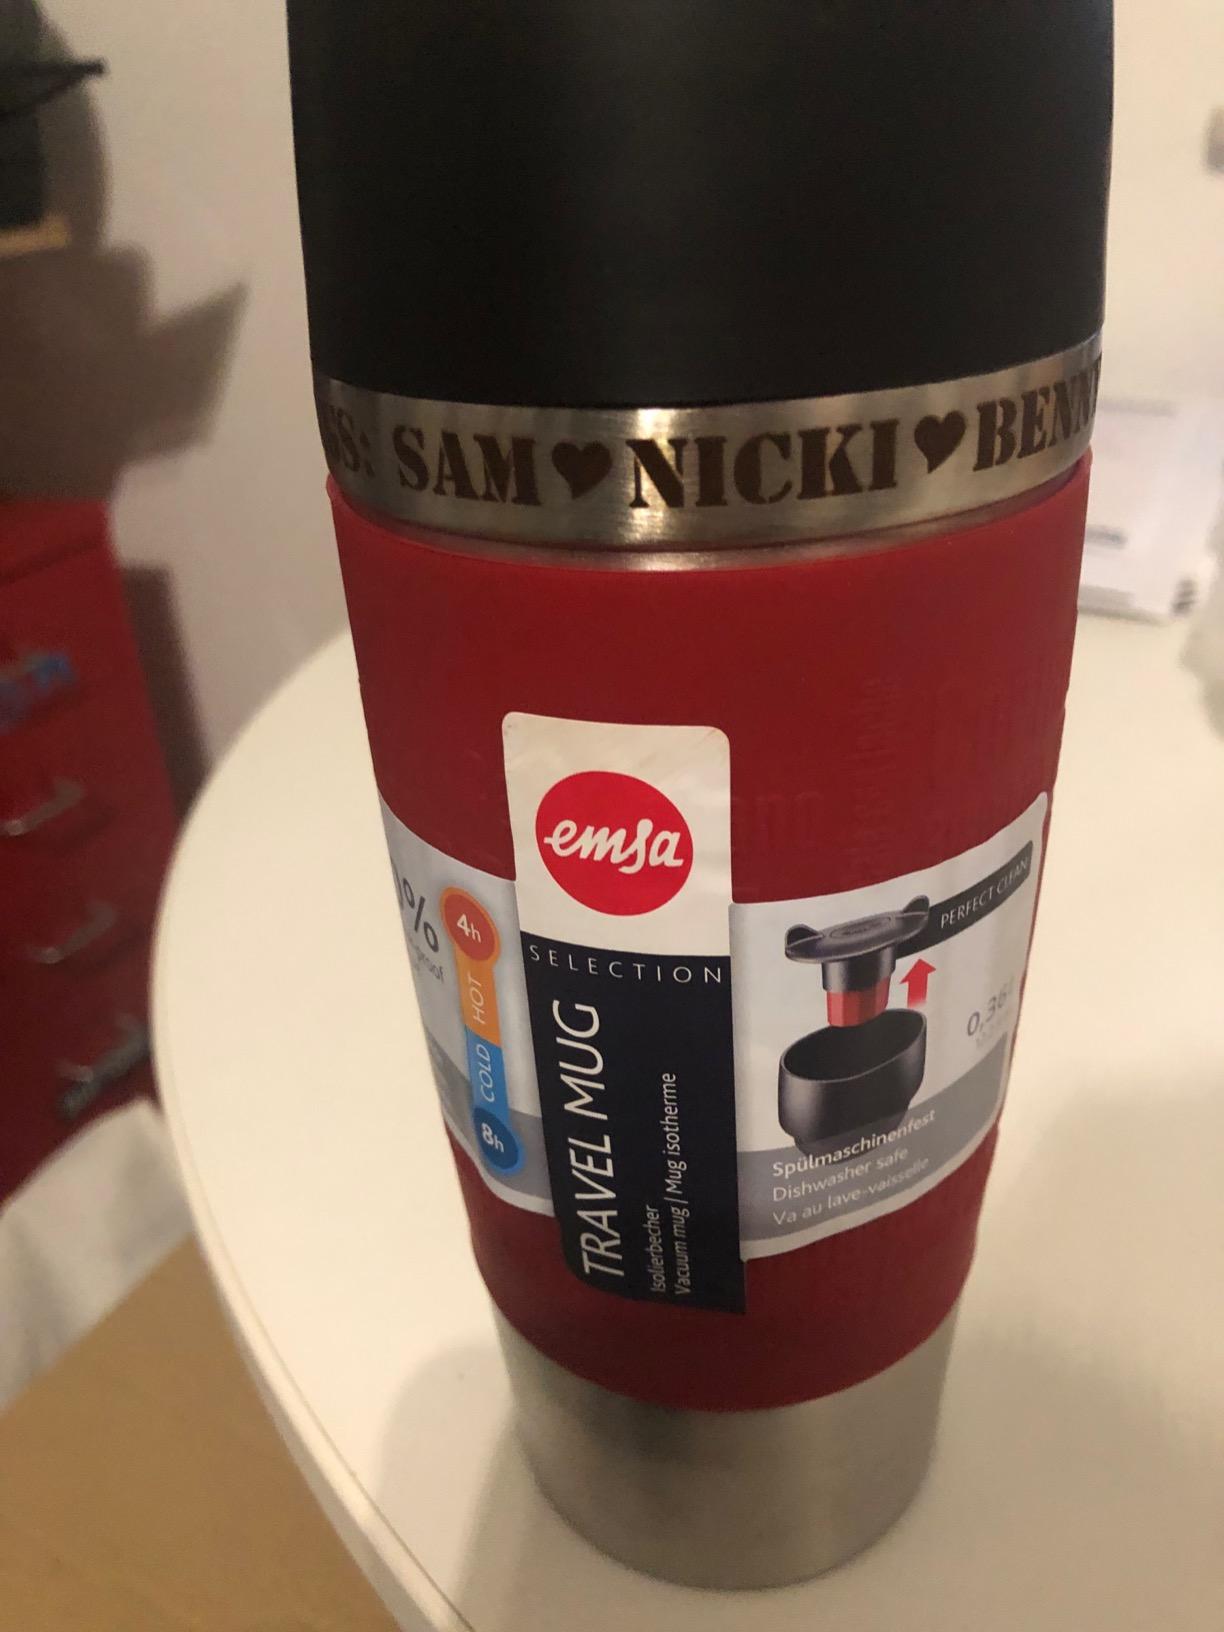 SAM♥NICKI♥
emsa
SELECTION
TRAVEL MUG
Isolierbecher
Vacuum mug | Mug isotherme
4h
HOT
COLD
8h
PERFECT CLEAN
Spülmaschinenfest
Dishwasher safe
Va au lave-vaisselle